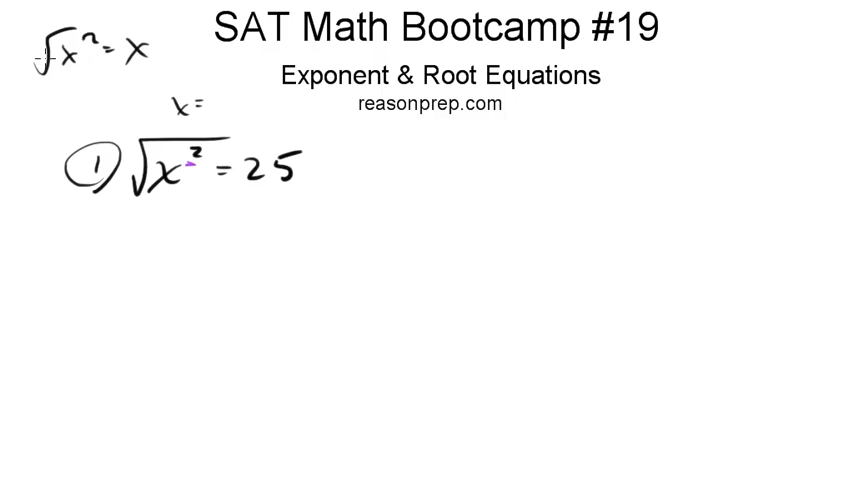 SAT Math Bootcamp #19
√x² = x
Exponent & Root Equations
x =
reasonprep.com
① √x² = 25